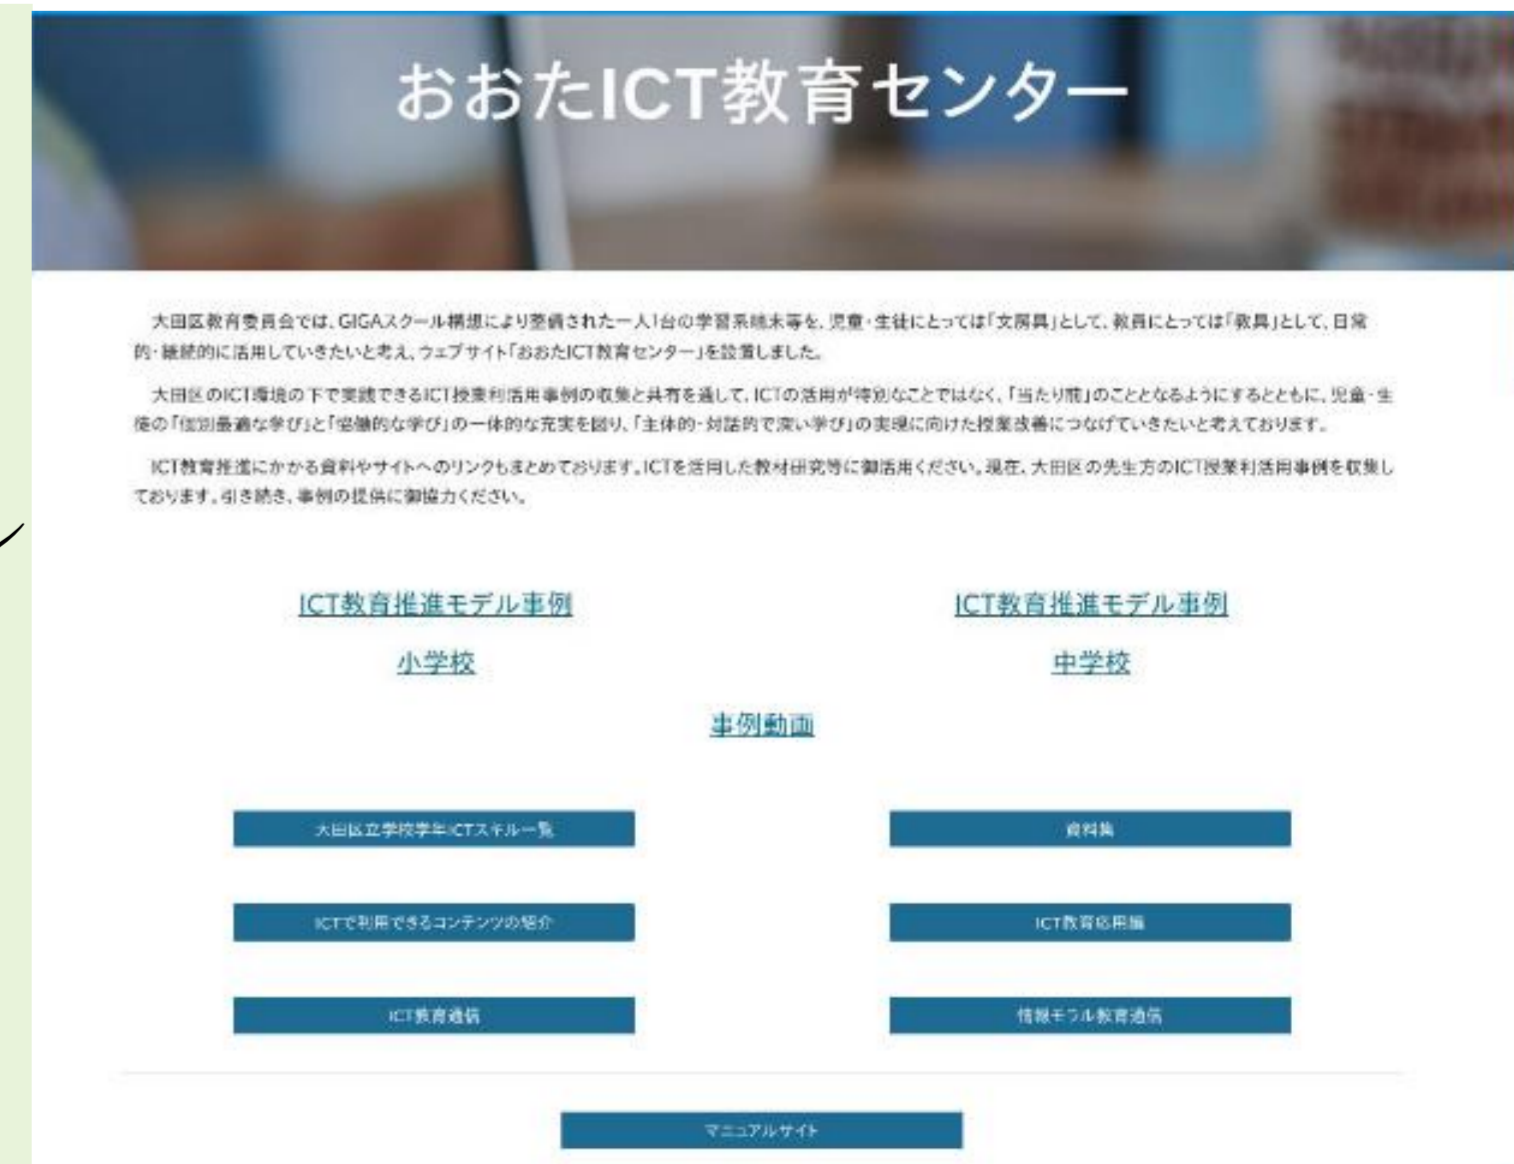 おおたICT教育センター
大田区教育委員会では、GIGAスクール構想により整備された一人1台の学習系端末等を、児童・生徒にとっては「文房具」として、教員にとっては「教具」として、日常
的・継続的に活用していきたいと考え、ウェブサイト「おおたICT教育センター」を設置しました。
大田区のICT環境の下で実践できるICT授業利活用事例の収集と共有を通して、ICTの活用が特別なことではなく、「当たり前」のこととなるようにするとともに、児童・生
徒の「個別最適な学び」と「協働的な学び」の一体的な充実を図り、「主体的・対話的で深い学び」の実現に向けた授業改善につなげていきたいと考えております。
ICT教育推進にかかる資料やサイトへのリンクもまとめております。ICTを活用した教材研究等に御活用ください。現在、大田区の先生方のICT授業利活用事例を収集し
ております。引き続き、事例の提供に御協力ください。
ICT教育推進モデル事例
小学校
ICT教育推進モデル事例
中学校
事例動画
大田区立学校学年ICTスキル一覧
資料集
ICTで利用できるコンテンツの紹介
ICT教育応用編
ICT教育通信
情報モラル教育通信
マニュアルサイト